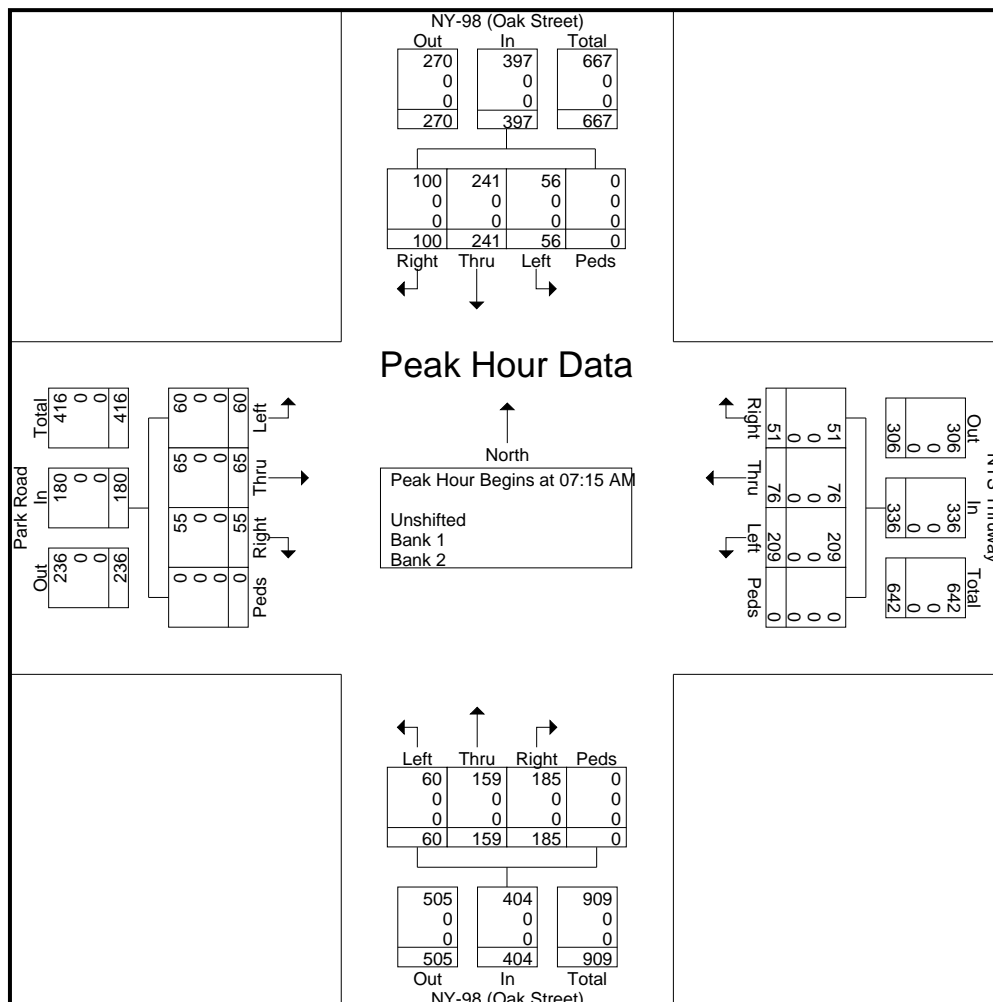 NY-98 (Oak Street)
Out In Total
270 397 667
0 0 0
0 0 0
270 397 667
100 241 56 0
0 0 0 0
0 0 0 0
100 241 56 0
Right Thru Left Peds
Peak Hour Data
North
Peak Hour Begins at 07:15 AM
Unshifted
Bank 1
Bank 2
Park Road
Out In Total
236 180 416
0 0 0
0 0 0
236 180 416
0 55 65 60
0 0 0 0
0 0 0 0
0 55 65 60
Peds Right Thru Left
Out In Total
306 336 642
0 0 0
0 0 0
306 336 642
51 76 209 0
0 0 0 0
0 0 0 0
51 76 209 0
Right Thru Left Peds
Left Thru Right Peds
60 159 185 0
0 0 0 0
0 0 0 0
60 159 185 0
505 404 909
0 0 0
0 0 0
505 404 909
Out In Total
NY-98 (Oak Street)